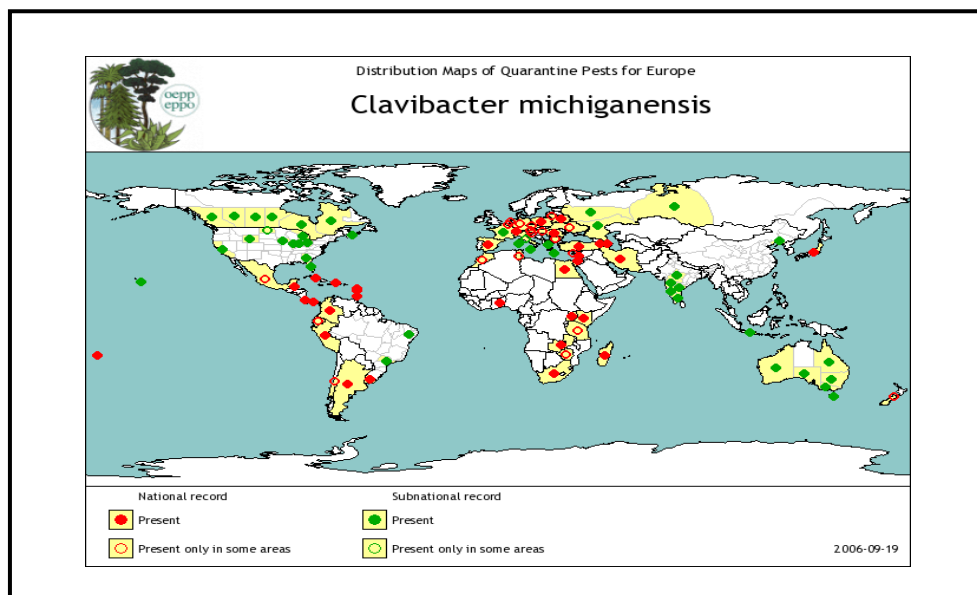 oepp
eppo
Distribution Maps of Quarantine Pests for Europe
Clavibacter michiganensis
National record
Subnational record
Present
Present
Present only in some areas
Present only in some areas
2006-09-19